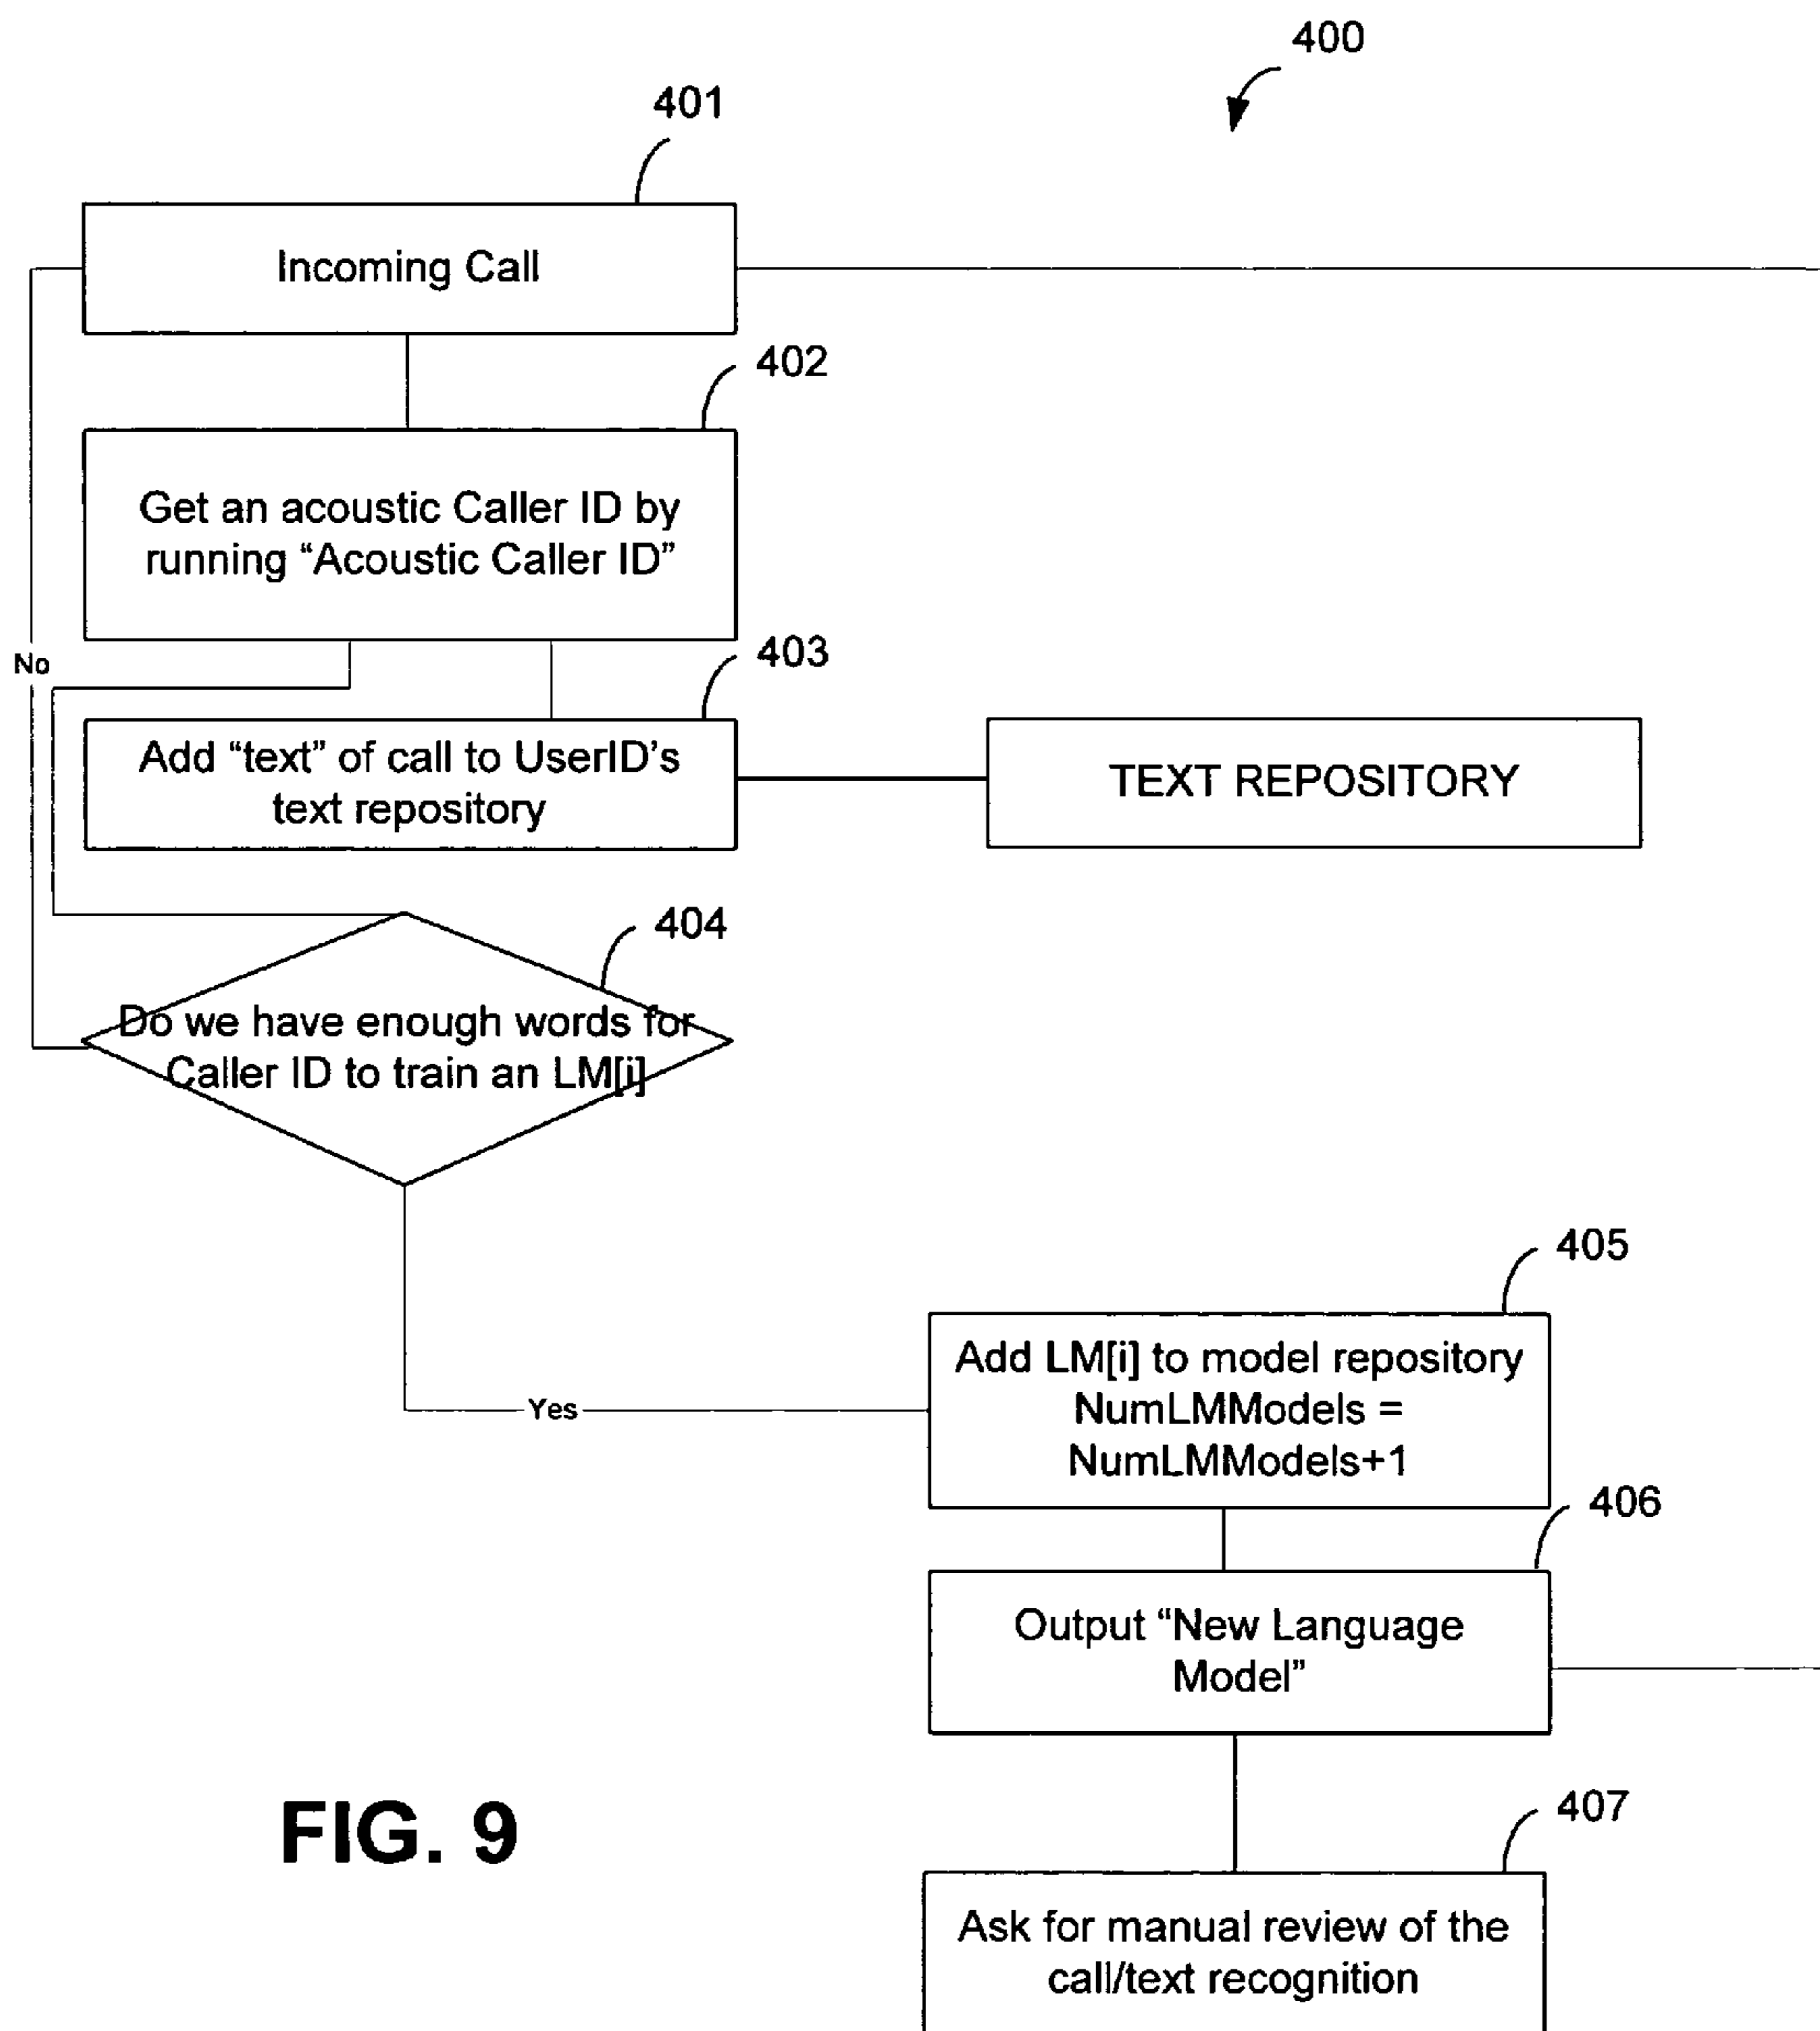 400
401
Incoming Call
402
Get an acoustic Caller ID by
running “Acoustic Caller ID”
No
403
Add “text” of call to UserID’s
text repository
TEXT REPOSITORY
404
Do we have enough words for
Caller ID to train an LM[i]
Yes
405
Add LM[i] to model repository
NumLMModels =
NumLMModels+1
406
Output “New Language
Model”
407
Ask for manual review of the
call/text recognition
FIG. 9